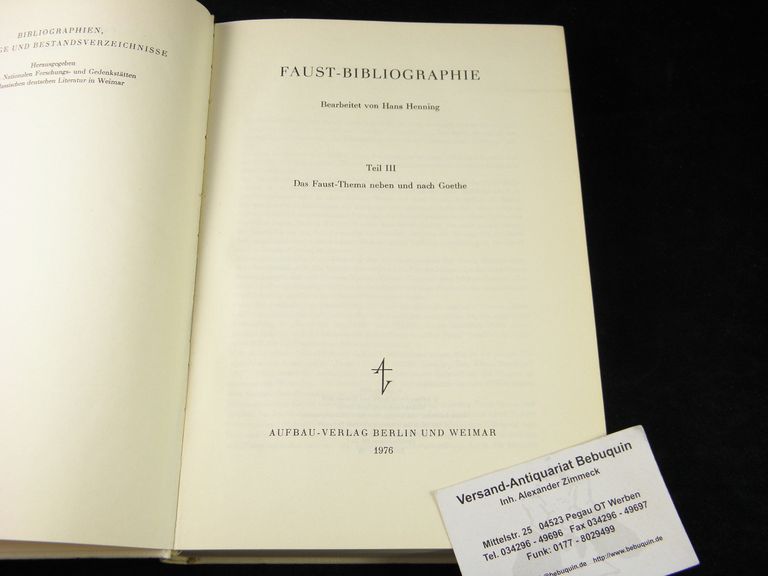 BIBLIOGRAPHIEN,
GE UND BESTANDSVERZEICHNISSE
Herausgegeben
Nationalen Forschungs- und Gedenkstätten
klassischen deutschen Literatur in Weimar
FAUST-BIBLIOGRAPHIE
Bearbeitet von Hans Henning
Teil III
Das Faust-Thema neben und nach Goethe
AUFBAU-VERLAG BERLIN UND WEIMAR
1976
Versand-Antiquariat Bebuquin
Inh. Alexander Zimmeck
Mittelstr. 25 04523 Pegau OT Werben
Tel. 034296 - 49696 Fax 034296 - 49697
Funk: 0177 - 8029499
@bebuquin.de http://www.bebuquin.de